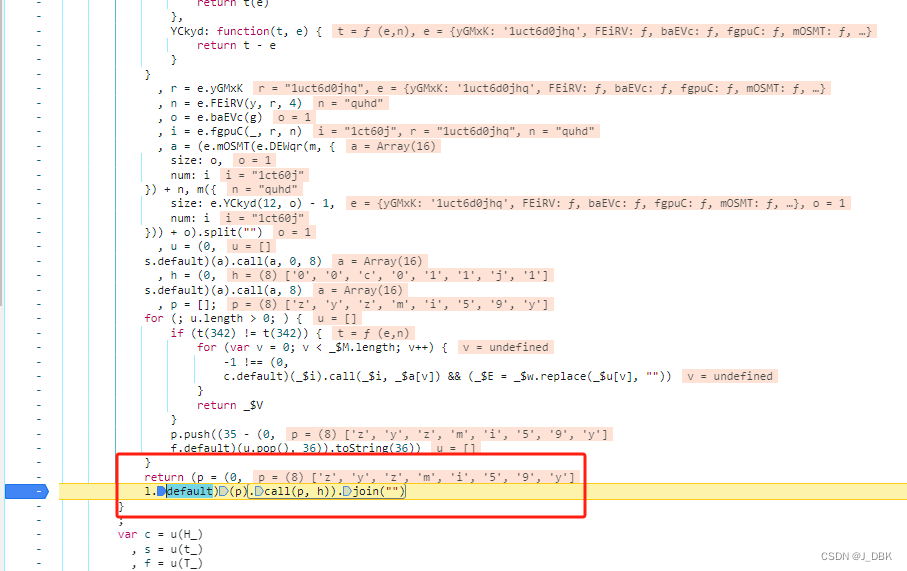 return t(e)
},
YCkyd: function(t, e) { t = ƒ (e,n), e = {yGMxK: '1uct6d0jhq', FEiRV: ƒ, baEVc: ƒ, fgpuC: ƒ, mOSMT: ƒ, …}
return t - e
}
}
, r = e.yGMxK r = "1uct6d0jhq", e = {yGMxK: '1uct6d0jhq', FEiRV: ƒ, baEVc: ƒ, fgpuC: ƒ, mOSMT: ƒ, …}
, n = e.FEiRV(y, r, 4) n = "quhd"
, o = e.baEVc(g) o = 1
, i = e.fgpuC(_, r, n) i = "1ct60j", r = "1uct6d0jhq", n = "quhd"
, a = (e.mOSMT(e.DEWqr(m, { a = Array(16)
size: o, o = 1
num: i i = "1ct60j"
}) + n, m({ n = "quhd"
size: e.YCkyd(12, o) - 1, e = {yGMxK: '1uct6d0jhq', FEiRV: ƒ, baEVc: ƒ, fgpuC: ƒ, mOSMT: ƒ, …}, o = 1
num: i i = "1ct60j"
})) + o).split("") o = 1
, u = (0, u = []
s.default)(a).call(a, 0, 8) a = Array(16)
, h = (0, h = (8) ['0', '0', 'c', '0', '1', '1', 'j', '1']
s.default)(a).call(a, 8) a = Array(16)
, p = []; p = (8) ['z', 'y', 'z', 'm', 'i', '5', '9', 'y']
for (; u.length > 0; ) { u = []
if (t(342) != t(342)) { t = ƒ (e,n)
for (var v = 0; v < _$M.length; v++) { v = undefined
-1 !== (0,
c.default)(_$i).call(_$i, _$a[v]) && (_$E = _$w.replace(_$u[v], "")) v = undefined
}
return _$V
}
p.push((35 - (0, p = (8) ['z', 'y', 'z', 'm', 'i', '5', '9', 'y']
f.default)(u.pop(), 36)).toString(36)) u = []
}
return (p = (0, p = (8) ['z', 'y', 'z', 'm', 'i', '5', '9', 'y']
l.default)(p).call(p, h)).join("")
}
;
var c = u(H_)
, s = u(t_)
, f = u(T_)
CSDN @J_DBK